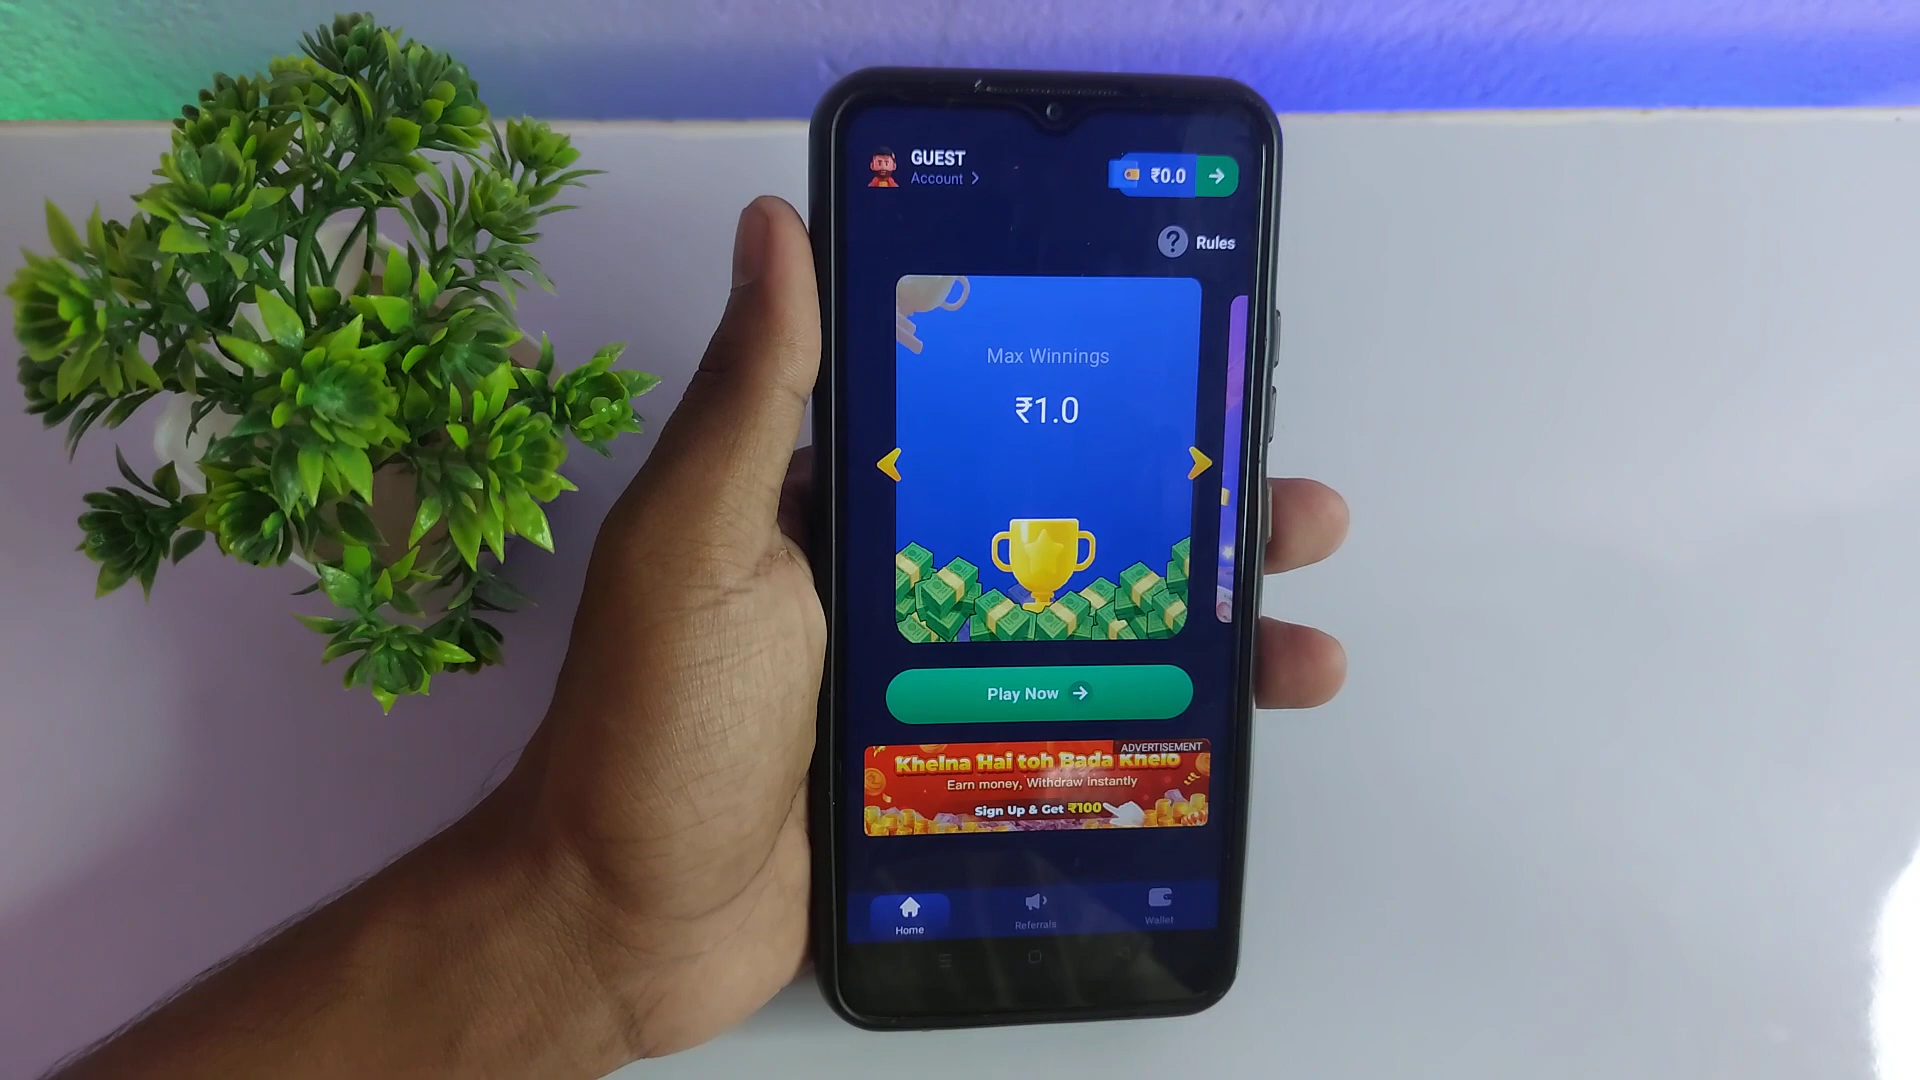 GUEST
Account
₹0.0
? Rules
Max Winnings
₹1.0
Play Now
ADVERTISEMENT
Khelna Hai toh Bada Khelo
Earn money, Withdraw Instantly
Sign Up & Get ₹100
Home
Referrals
Wallet